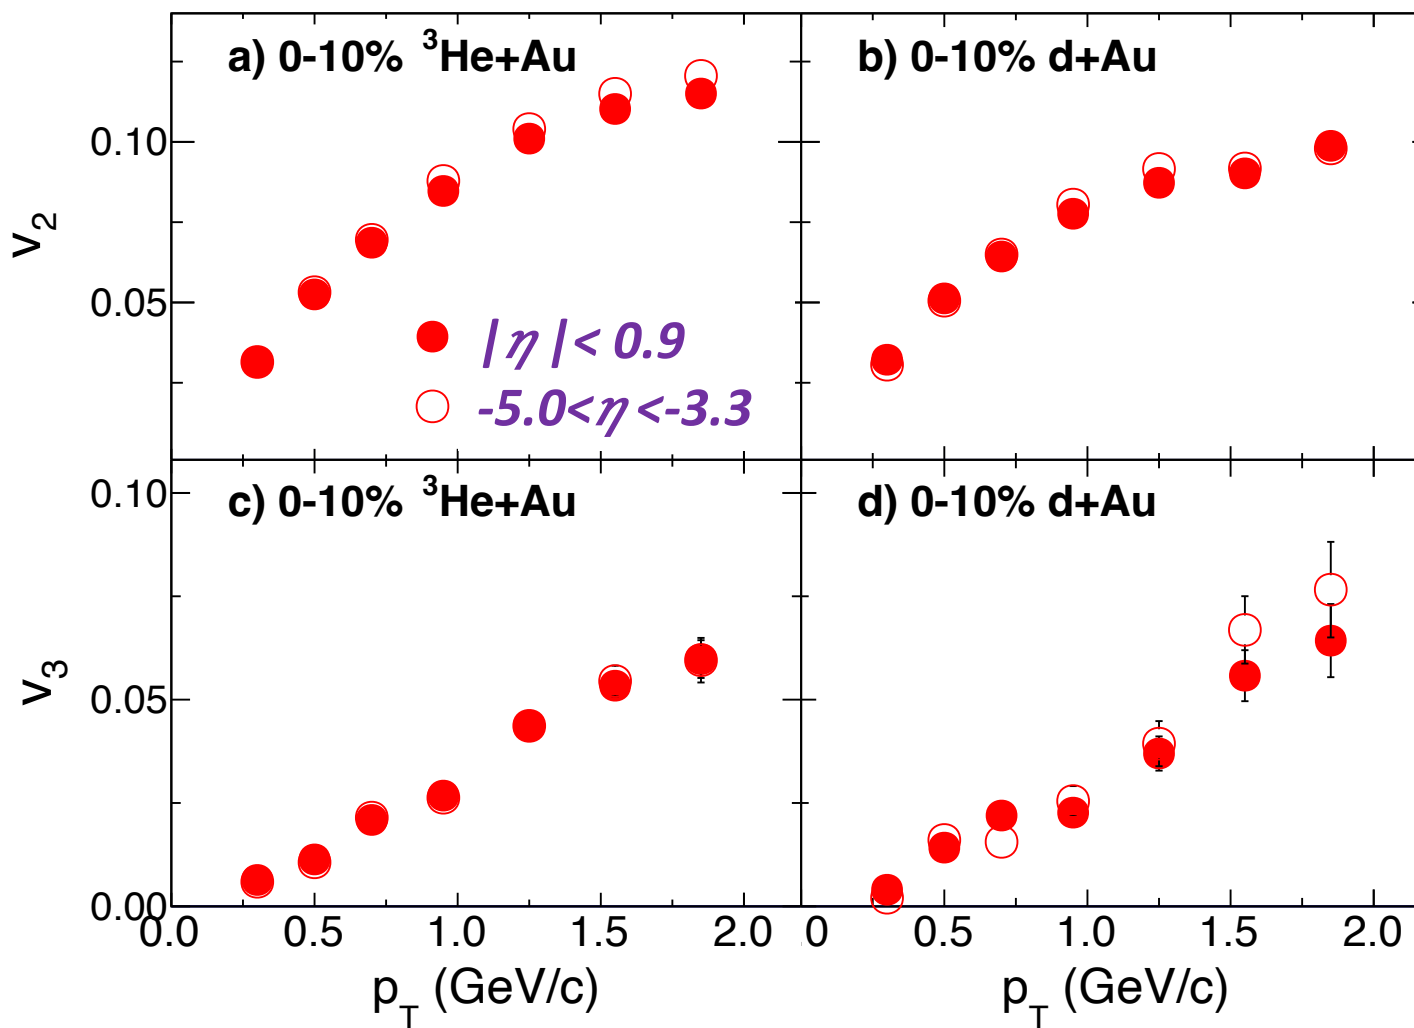 a) 0-10% ³He+Au
b) 0-10% d+Au
0.10
v₂
0.05
|η|< 0.9
-5.0<η<-3.3
0.10
c) 0-10% ³He+Au
d) 0-10% d+Au
v₃
0.05
0.00
0.0 0.5 1.0 1.5 2.0 .0 0.5 1.0 1.5 2.0
p_T (GeV/c) p_T (GeV/c)